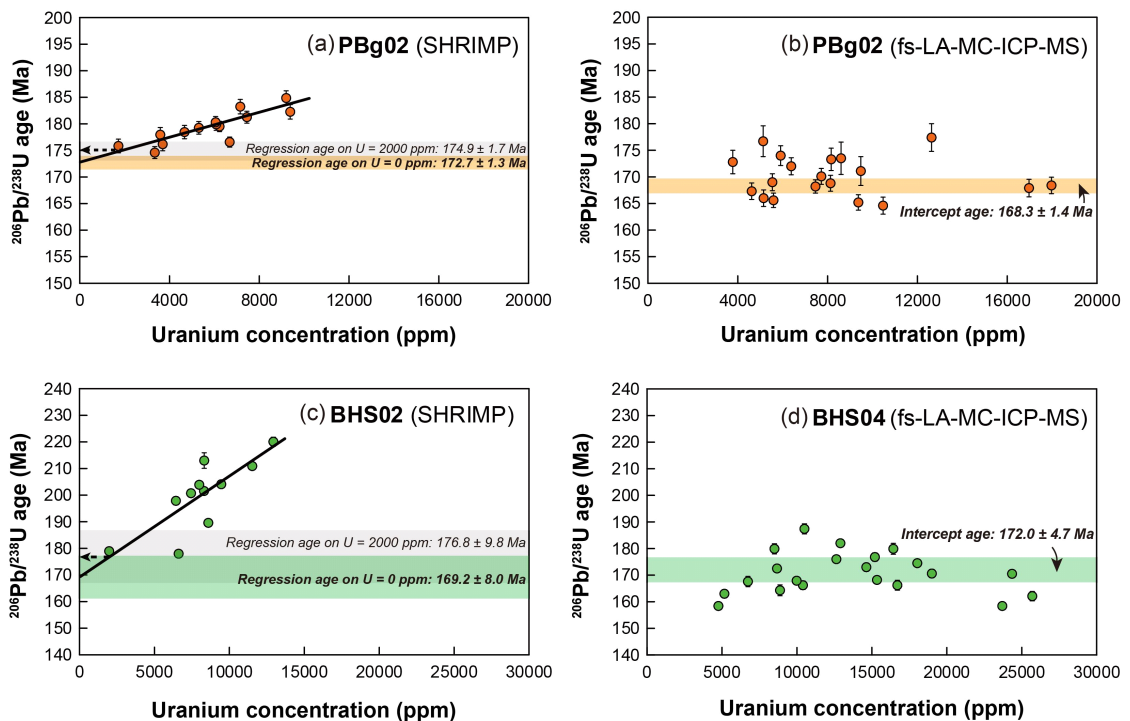 (a) PBg02 (SHRIMP)
200
195
190
185
180
175
170
165
160
155
150
²⁰⁶Pb/²³⁸U age (Ma)
Regression age on U = 2000 ppm: 174.9 ± 1.7 Ma
Regression age on U = 0 ppm: 172.7 ± 1.3 Ma
0 4000 8000 12000 16000 20000
Uranium concentration (ppm)
(b) PBg02 (fs-LA-MC-ICP-MS)
200
195
190
185
180
175
170
165
160
155
150
²⁰⁶Pb/²³⁸U age (Ma)
Intercept age: 168.3 ± 1.4 Ma
0 4000 8000 12000 16000 20000
Uranium concentration (ppm)
(c) BHS02 (SHRIMP)
240
230
220
210
200
190
180
170
160
150
140
²⁰⁶Pb/²³⁸U age (Ma)
Regression age on U = 2000 ppm: 176.8 ± 9.8 Ma
Regression age on U = 0 ppm: 169.2 ± 8.0 Ma
0 5000 10000 15000 20000 25000 30000
Uranium concentration (ppm)
(d) BHS04 (fs-LA-MC-ICP-MS)
240
230
220
210
200
190
180
170
160
150
140
²⁰⁶Pb/²³⁸U age (Ma)
Intercept age: 172.0 ± 4.7 Ma
0 5000 10000 15000 20000 25000 30000
Uranium concentration (ppm)